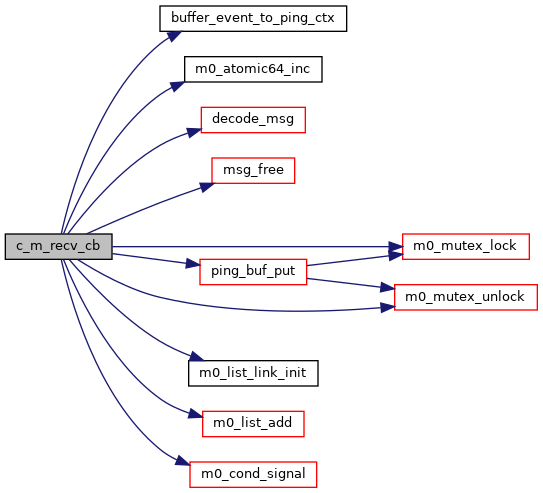 buffer_event_to_ping_ctx
m0_atomic64_inc
decode_msg
msg_free
c_m_recv_cb
m0_mutex_lock
ping_buf_put
m0_mutex_unlock
m0_list_link_init
m0_list_add
m0_cond_signal